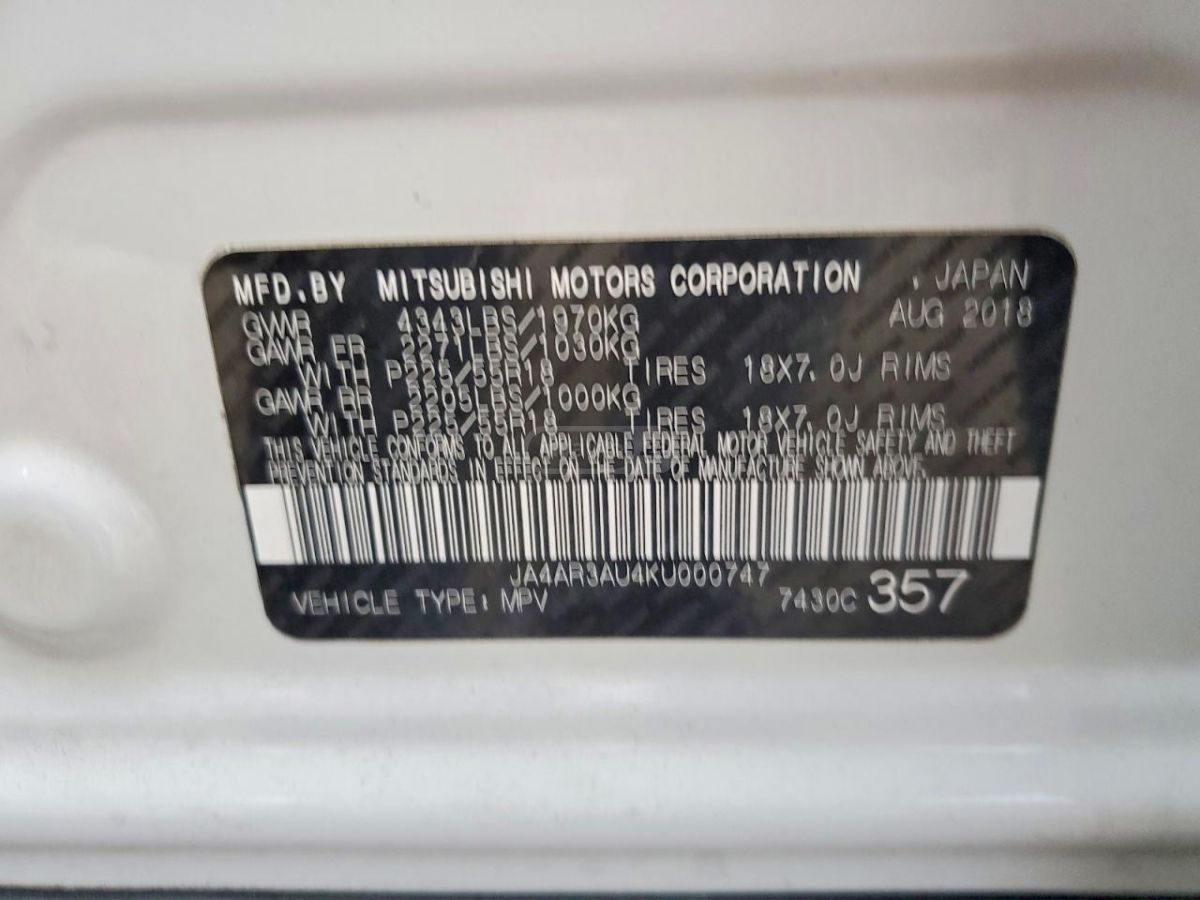 MFD.BY MITSUBISHI MOTORS CORPORATION , JAPAN
GVWR 4343LBS/1970KG AUG 2018
GAWR FR 2271LBS/1030KG
WITH P225/55R18 TIRES 18X7.0J RIMS
GAWR RR 2205LBS/1000KG
WITH P225/55R18 TIRES 18X7.0J RIMS
THIS VEHICLE CONFORMS TO ALL APPLICABLE FEDERAL MOTOR VEHICLE SAFETY AND THEFT
PREVENTION STANDARDS IN EFFECT ON THE DATE OF MANUFACTURE SHOWN ABOVE.
JA4AR3AU4KU000747
VEHICLE TYPE: MPV 7430C 357